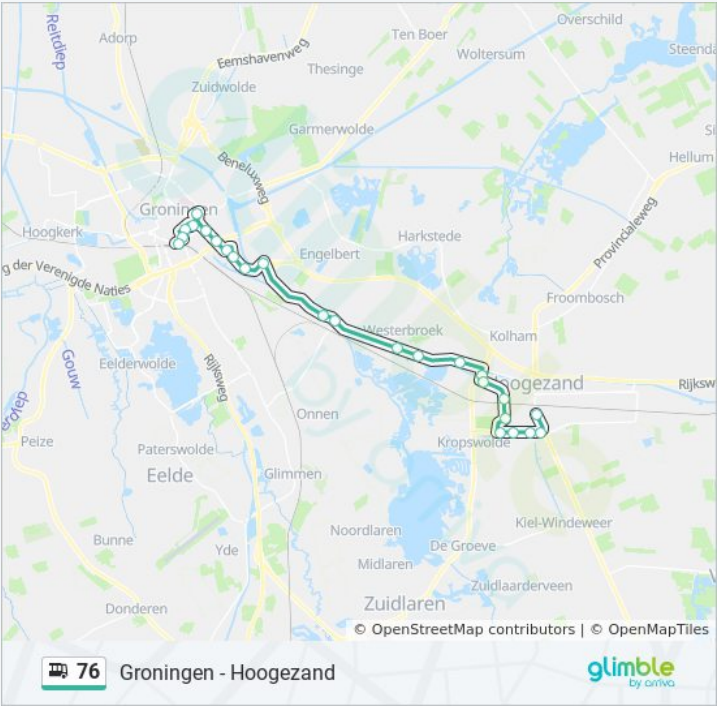 Reitdiep
Adorp
Ten Boer
Overschild
Eemshavenweg
Woltersum
Thesinge
Zuidwolde
Garmerwolde
Hellum
Beneluxweg
Groningen
Hoogkerk
Harkstede
Provincialeweg
Engelbert
g der Verenigde Naties
Froombosch
Westerbroek
Kolham
Eelderwolde
Gouw
Rijksweg
Hoogezand
Rijksw
Onnen
Peize
Kropswolde
Paterswolde
Eelde
Glimmen
Kiel-Windeweer
Noordlaren
Bunne
Yde
De Groeve
Midlaren
Zuidlaarderveen
Donderen
Zuidlaren
© OpenStreetMap contributors | © OpenMapTiles
76 Groningen - Hoogezand
glimble
by arriva